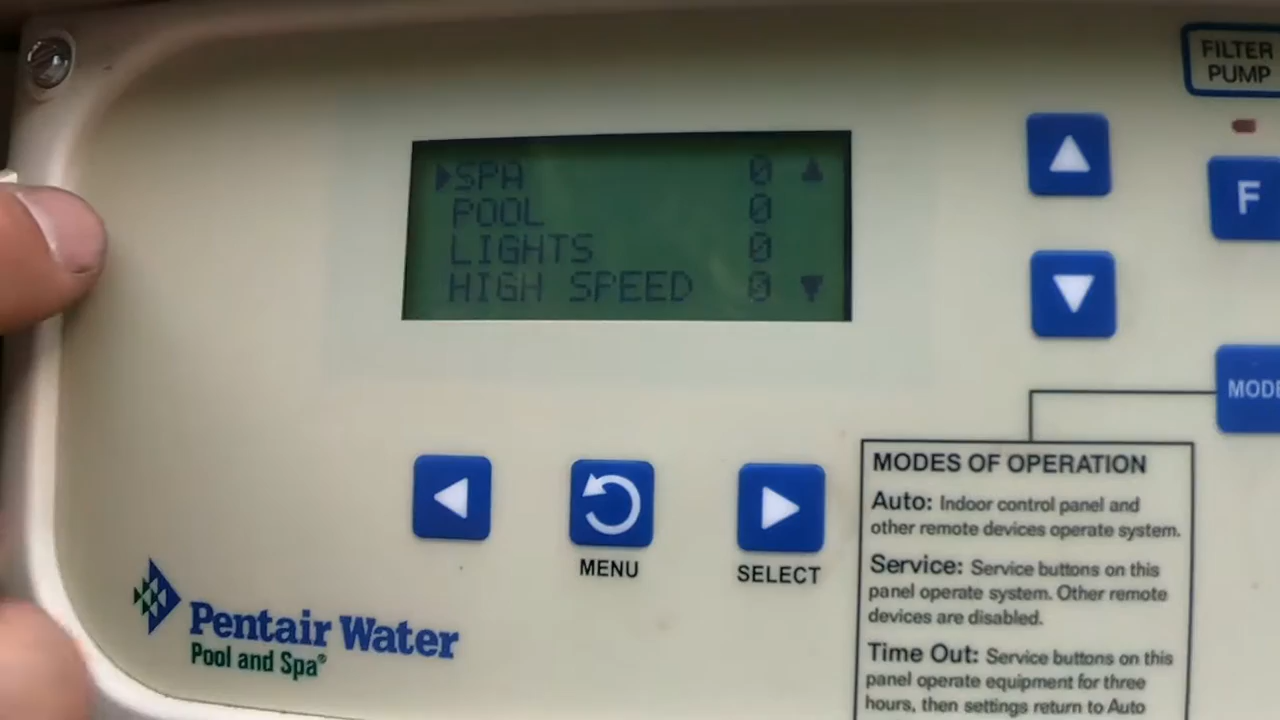 FILTER
PUMP
SPA 0
POOL 0
LIGHTS 0
HIGH SPEED 0
F
MODE
MENU
SELECT
MODES OF OPERATION
Auto: Indoor control panel and
other remote devices operate system.
Service: Service buttons on this
panel operate system. Other remote
devices are disabled.
Time Out: Service buttons on this
panel operate equipment for three
hours, then settings return to Auto
Pentair Water
Pool and Spa®